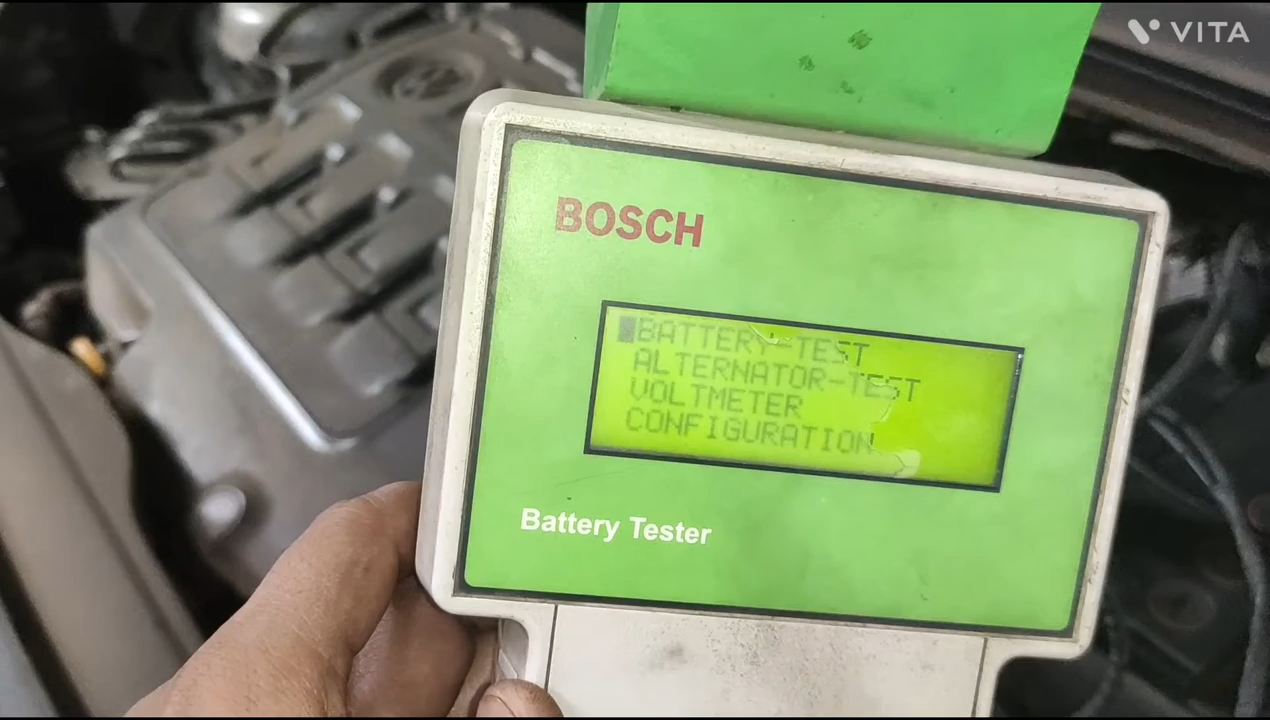 VITA
BOSCH
BATTERY-TEST
ALTERNATOR-TEST
VOLTMETER
CONFIGURATION
Battery Tester